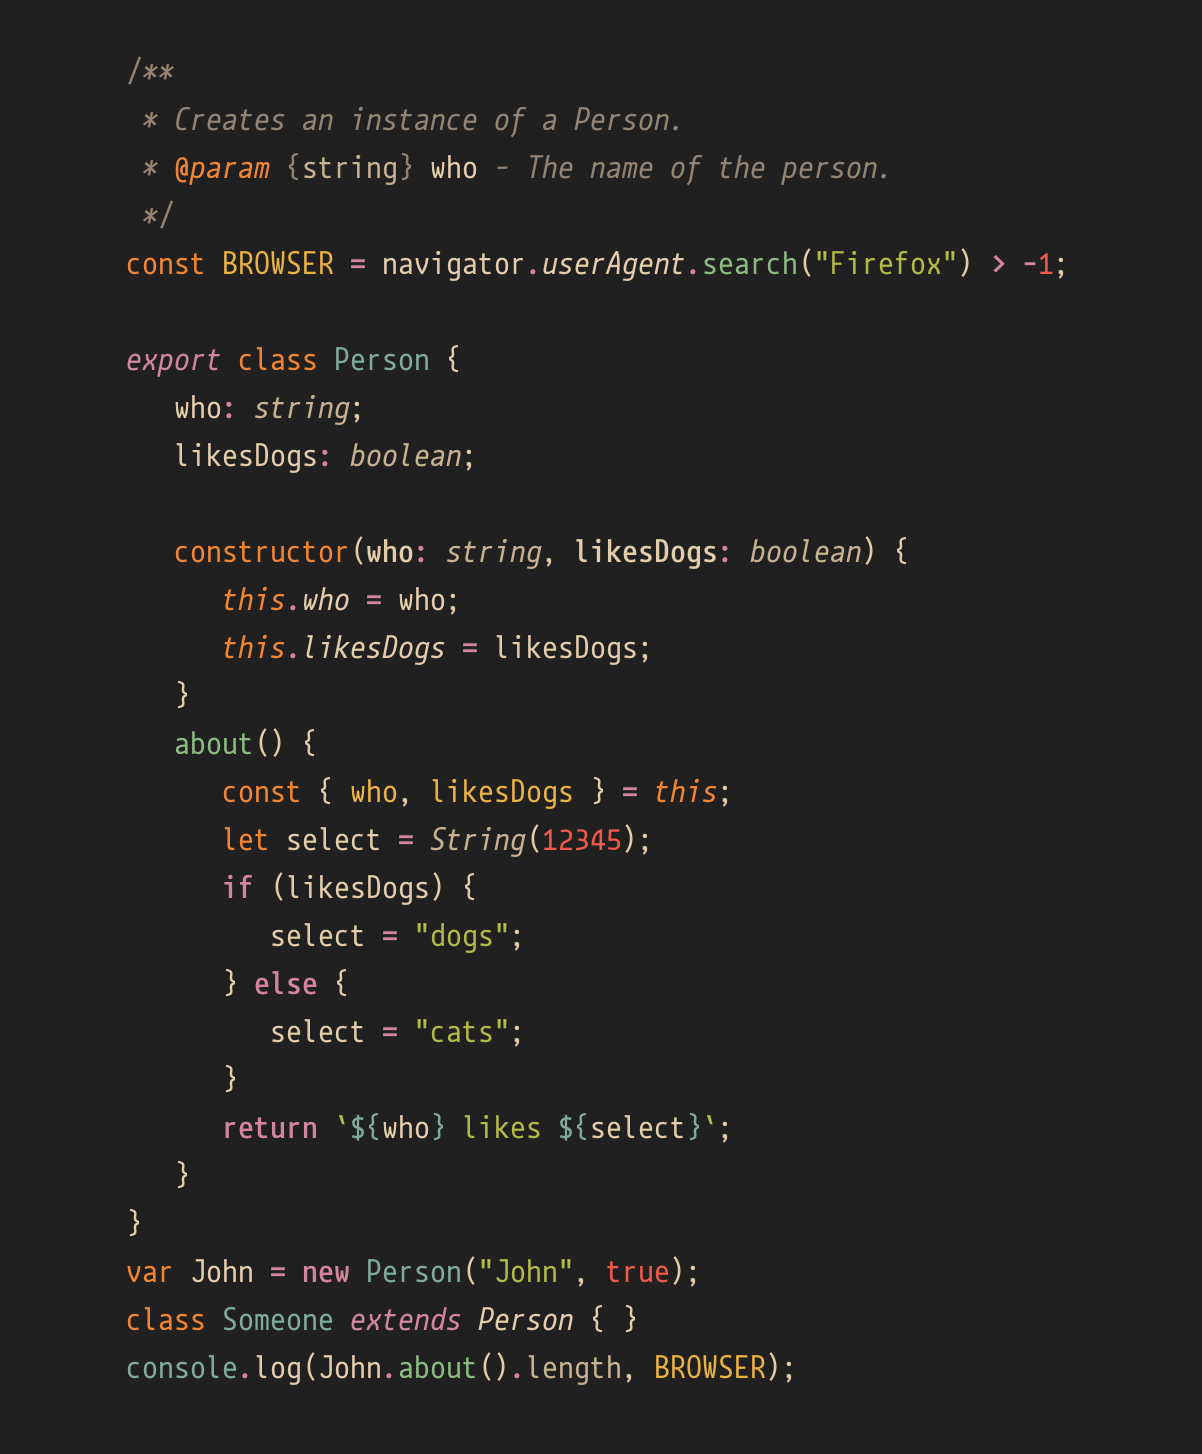 /**
 * Creates an instance of a Person.
 * @param {string} who - The name of the person.
 */
const BROWSER = navigator.userAgent.search("Firefox") > -1;

export class Person {
   who: string;
   likesDogs: boolean;

   constructor(who: string, likesDogs: boolean) {
      this.who = who;
      this.likesDogs = likesDogs;
   }
   about() {
      const { who, likesDogs } = this;
      let select = String(12345);
      if (likesDogs) {
         select = "dogs";
      } else {
         select = "cats";
      }
      return `${who} likes ${select}`;
   }
}
var John = new Person("John", true);
class Someone extends Person { }
console.log(John.about().length, BROWSER);